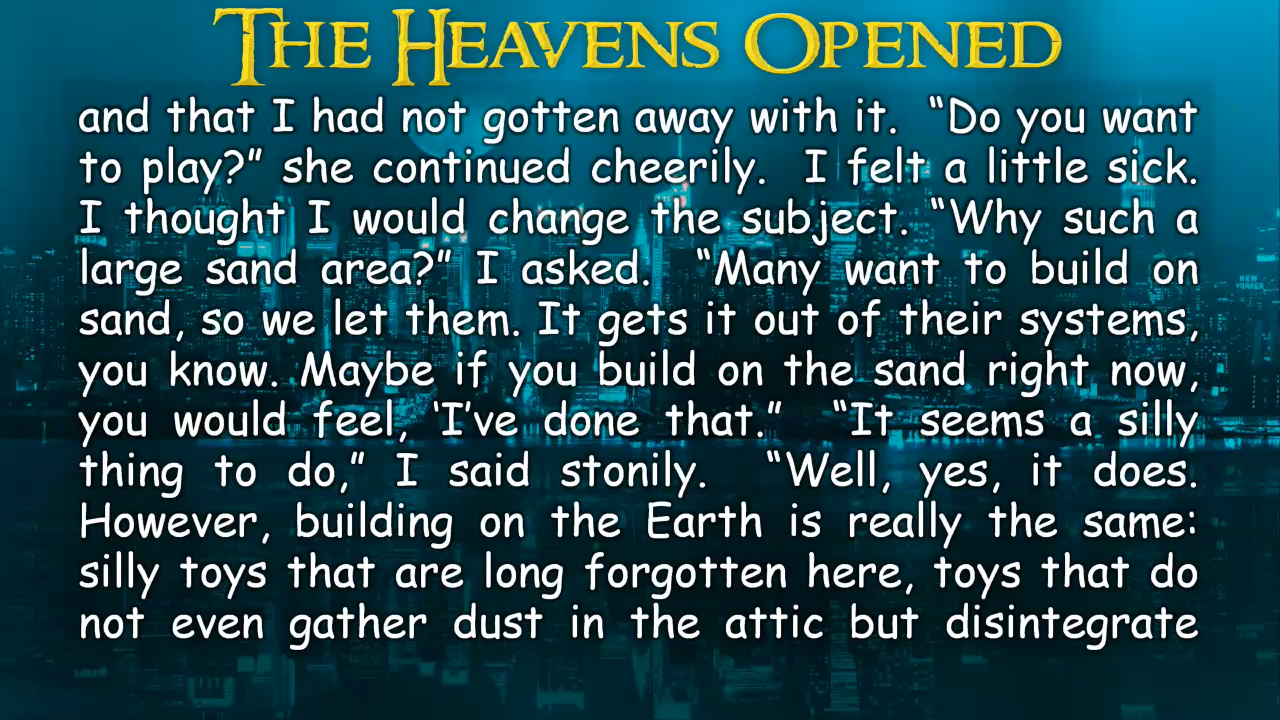 THE HEAVENS OPENED
and that I had not gotten away with it.  “Do you want
to play?” she continued cheerily.  I felt a little sick.
I thought I would change the subject. “Why such a
large sand area?” I asked.  “Many want to build on
sand, so we let them. It gets it out of their systems,
you know. Maybe if you build on the sand right now,
you would feel, ‘I’ve done that.”  “It seems a silly
thing to do,” I said stonily.  “Well, yes, it does.
However, building on the Earth is really the same:
silly toys that are long forgotten here, toys that do
not even gather dust in the attic but disintegrate
NEW
YORKER